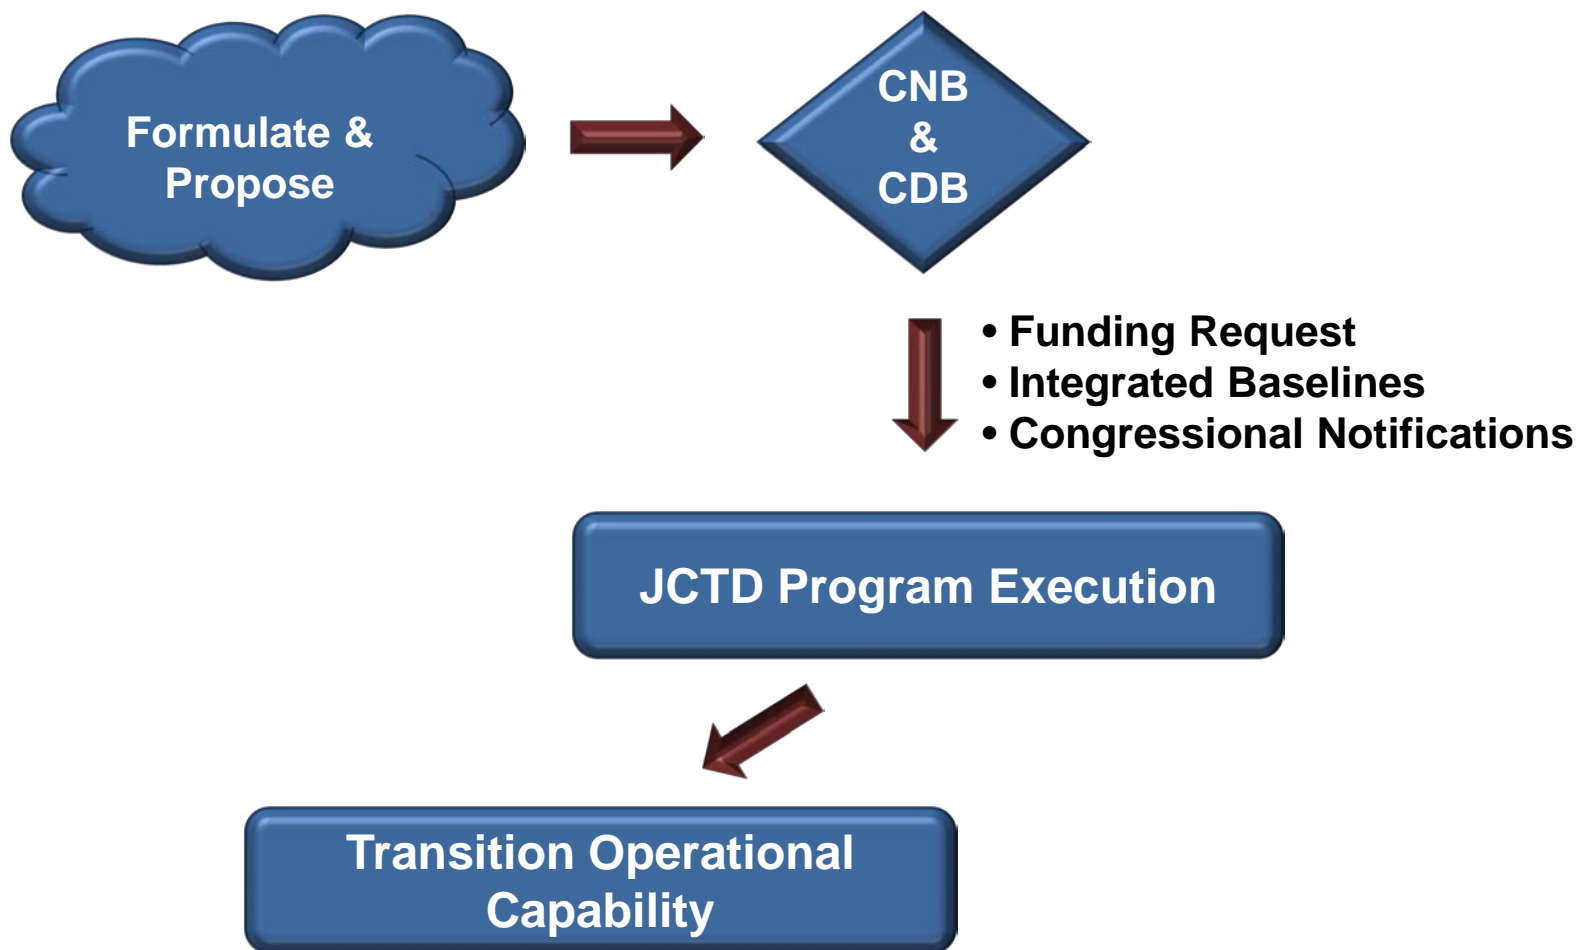 Formulate &
Propose
CNB
&
CDB
• Funding Request
• Integrated Baselines
• Congressional Notifications
JCTD Program Execution
Transition Operational
Capability